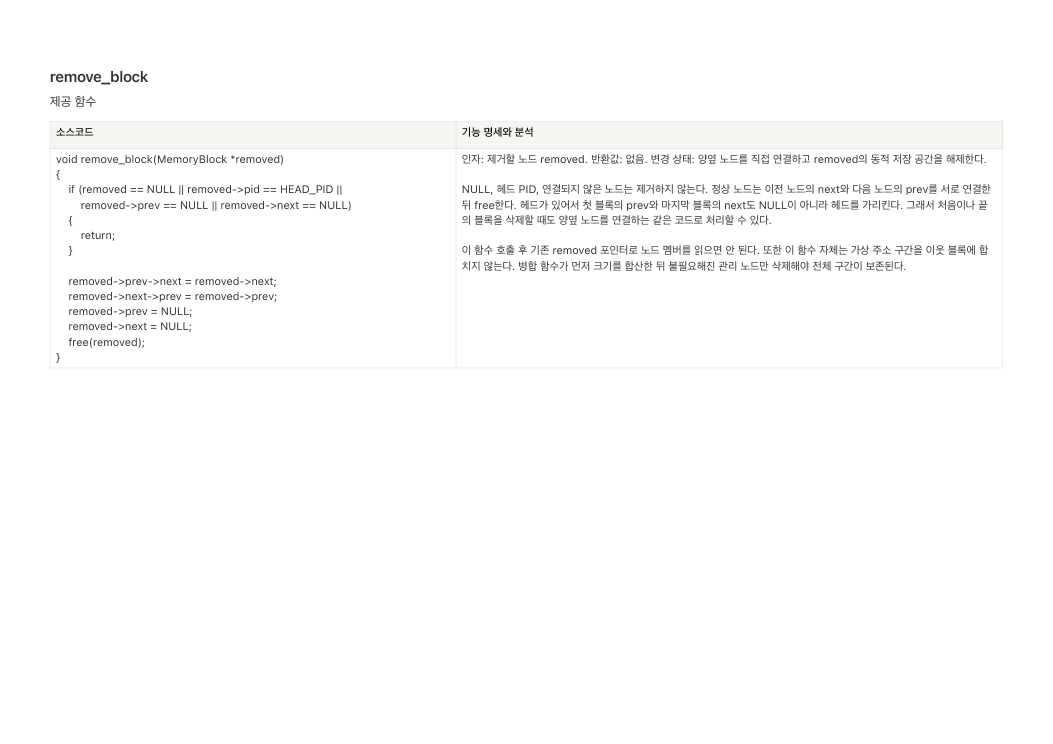 remove_block
제공 함수
소스코드
기능 명세와 분석
void remove_block(MemoryBlock *removed)
{
    if (removed == NULL || removed->pid == HEAD_PID ||
        removed->prev == NULL || removed->next == NULL)
    {
        return;
    }

    removed->prev->next = removed->next;
    removed->next->prev = removed->prev;
    removed->prev = NULL;
    removed->next = NULL;
    free(removed);
}
인자: 제거할 노드 removed. 반환값: 없음. 변경 상태: 양옆 노드를 직접 연결하고 removed의 동적 저장 공간을 해제한다.

NULL, 헤드 PID, 연결되지 않은 노드는 제거하지 않는다. 정상 노드는 이전 노드의 next와 다음 노드의 prev를 서로 연결한
뒤 free한다. 헤드가 있어서 첫 블록의 prev와 마지막 블록의 next도 NULL이 아니라 헤드를 가리킨다. 그래서 처음이나 끝
의 블록을 삭제할 때도 양옆 노드를 연결하는 같은 코드로 처리할 수 있다.

이 함수 호출 후 기존 removed 포인터로 노드 멤버를 읽으면 안 된다. 또한 이 함수 자체는 가상 주소 구간을 이웃 블록에 합
치지 않는다. 병합 함수가 먼저 크기를 합산한 뒤 불필요해진 관리 노드만 삭제해야 전체 구간이 보존된다.